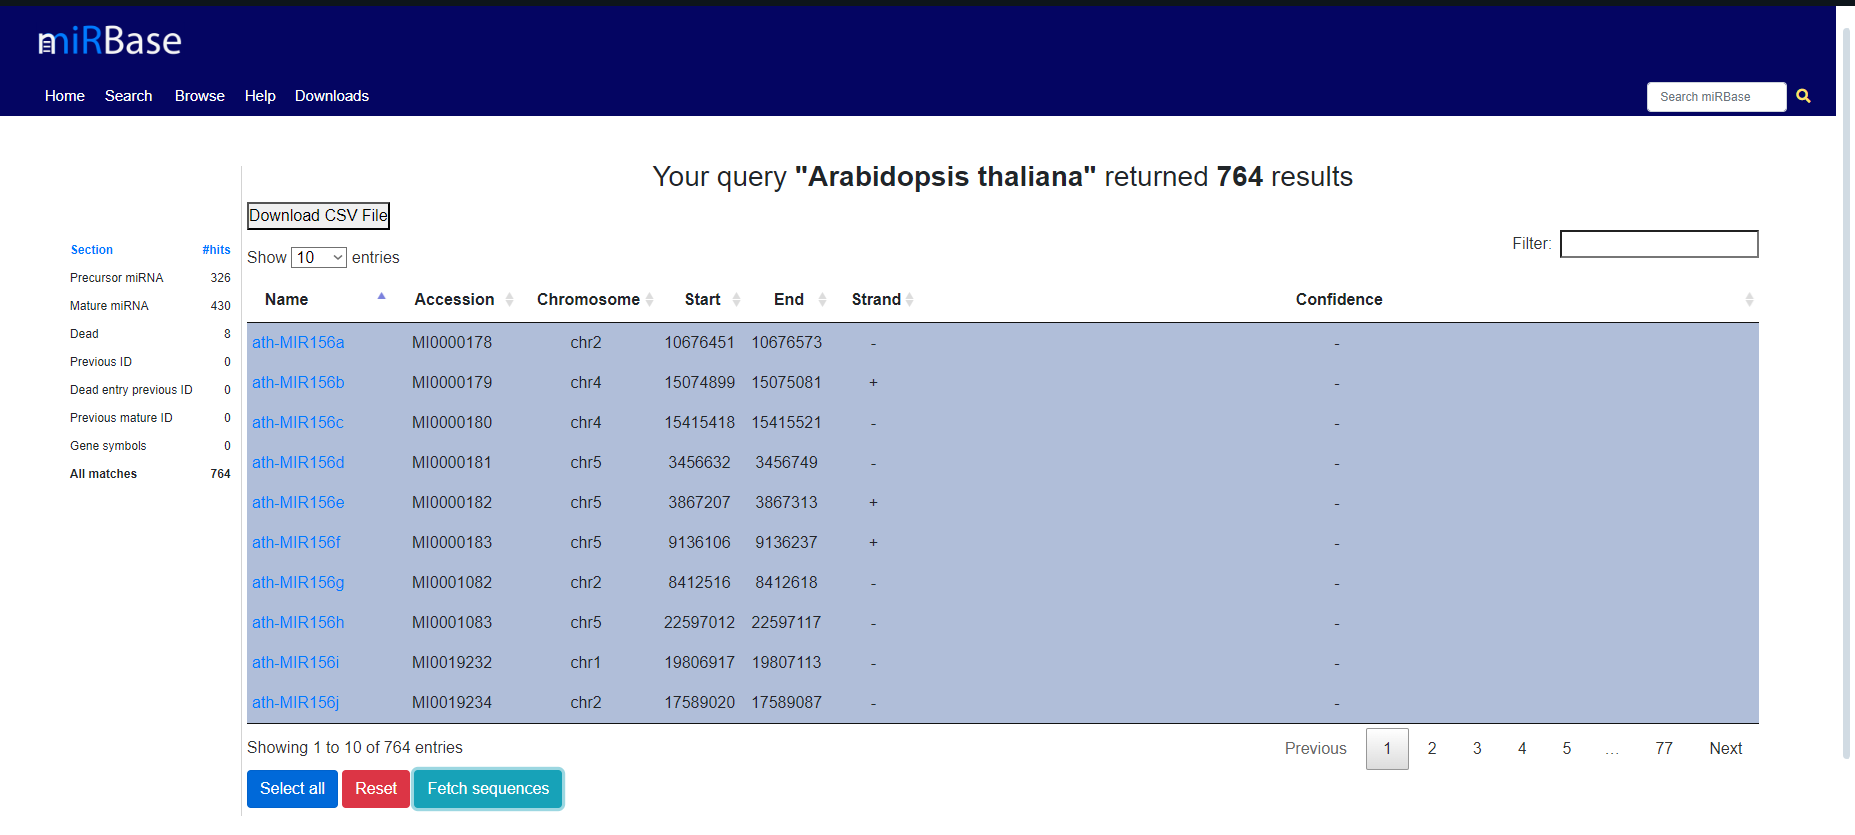 miRBase
Home Search Browse Help Downloads
Search miRBase
Your query "Arabidopsis thaliana" returned 764 results
Download CSV File
Show 10 entries
Filter:
Section #hits
Precursor miRNA 326
Mature miRNA 430
Dead 8
Previous ID 0
Dead entry previous ID 0
Previous mature ID 0
Gene symbols 0
All matches 764
Name Accession Chromosome Start End Strand Confidence
ath-MIR156a MI0000178 chr2 10676451 10676573 - -
ath-MIR156b MI0000179 chr4 15074899 15075081 + -
ath-MIR156c MI0000180 chr4 15415418 15415521 - -
ath-MIR156d MI0000181 chr5 3456632 3456749 - -
ath-MIR156e MI0000182 chr5 3867207 3867313 + -
ath-MIR156f MI0000183 chr5 9136106 9136237 + -
ath-MIR156g MI0001082 chr2 8412516 8412618 - -
ath-MIR156h MI0001083 chr5 22597012 22597117 - -
ath-MIR156i MI0019232 chr1 19806917 19807113 - -
ath-MIR156j MI0019234 chr2 17589020 17589087 - -
Showing 1 to 10 of 764 entries
Previous 1 2 3 4 5 … 77 Next
Select all Reset Fetch sequences